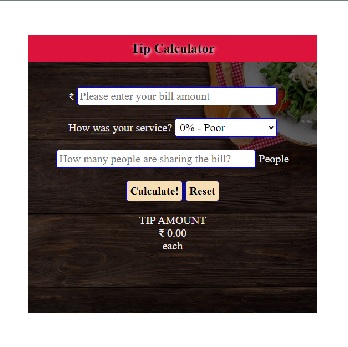 Tip Calculator
₹ Please enter your bill amount
How was your service? 0% - Poor
How many people are sharing the bill? People
Calculate! Reset
TIP AMOUNT
₹ 0.00
each